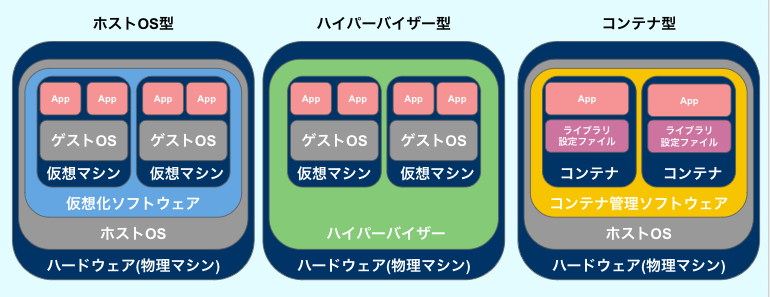 ホストOS型
App
App
App
App
ゲストOS
ゲストOS
仮想マシン
仮想マシン
仮想化ソフトウェア
ホストOS
ハードウェア(物理マシン)
ハイパーバイザー型
App
App
App
App
ゲストOS
ゲストOS
仮想マシン
仮想マシン
ハイパーバイザー
ハードウェア(物理マシン)
コンテナ型
App
App
ライブラリ
設定ファイル
ライブラリ
設定ファイル
コンテナ
コンテナ
コンテナ管理ソフトウェア
ホストOS
ハードウェア(物理マシン)